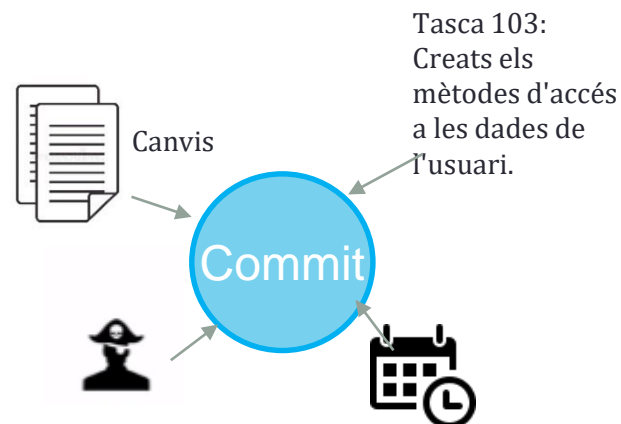 Tasca 103:
Creats els
mètodes d'accés
a les dades de
l'usuari.
Canvis
Commit